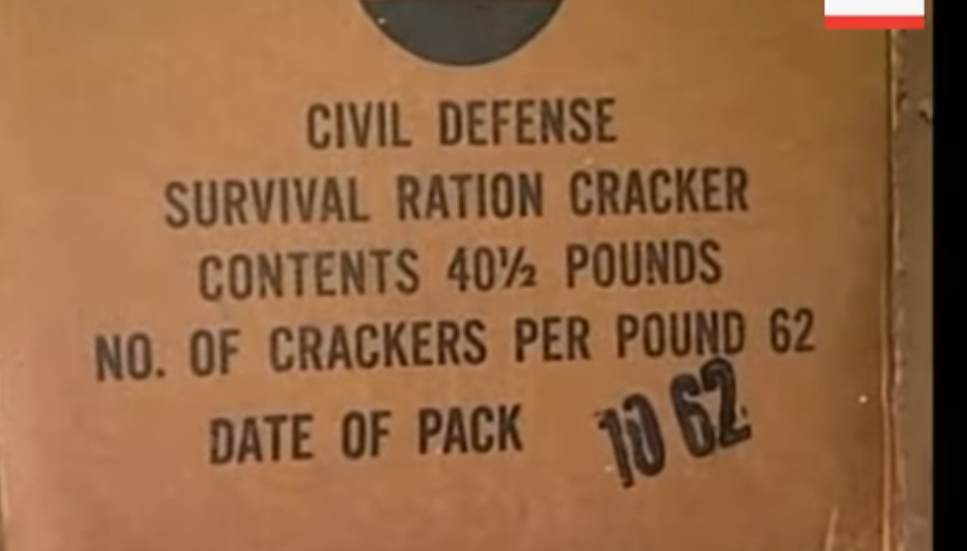 CIVIL DEFENSE
SURVIVAL RATION CRACKER
CONTENTS 40½ POUNDS
NO. OF CRACKERS PER POUND 62
DATE OF PACK 10 62